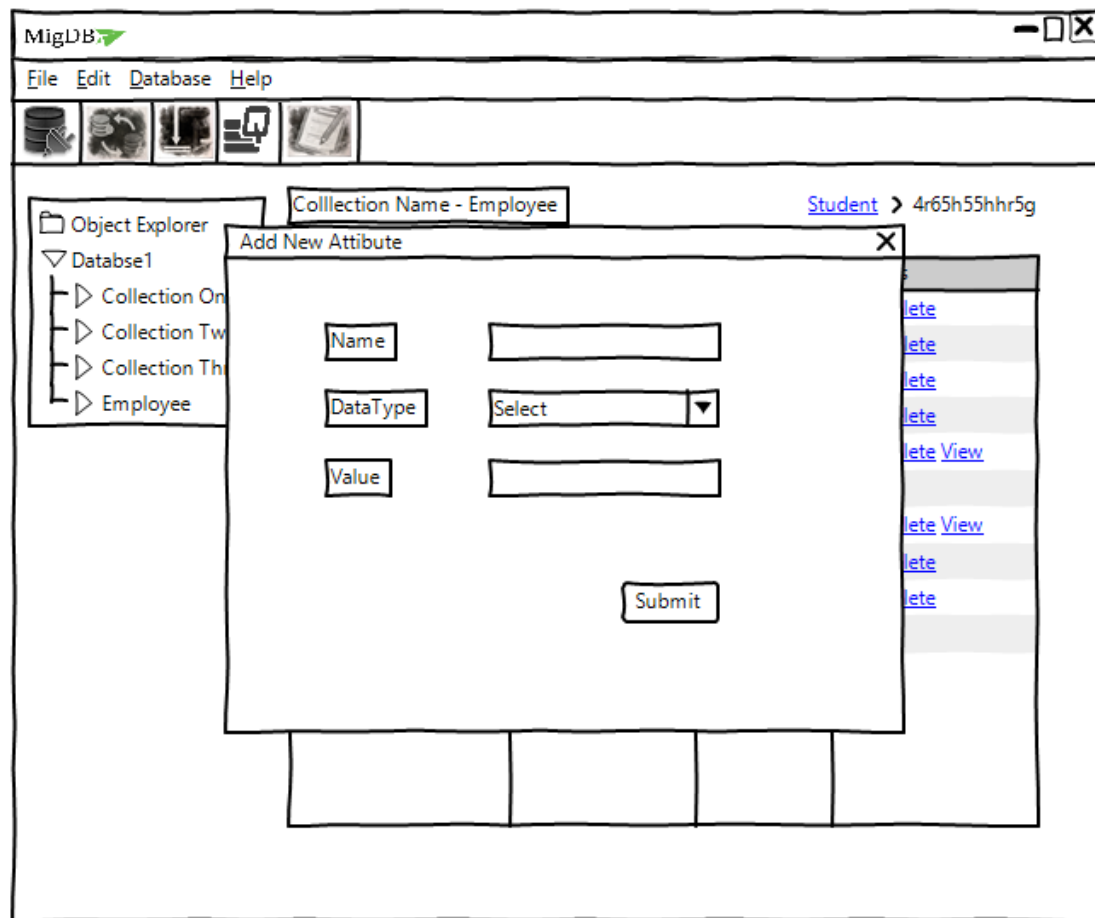 MigDB
File Edit Database Help
Colllection Name - Employee
Student > 4r65h55hhr5g
Object Explorer
Databse1
Collection On
Collection Tw
Collection Thr
Employee
Add New Attibute
Name
DataType
Select
Value
Submit
s
lete
lete
lete
lete
lete View
lete View
lete
lete